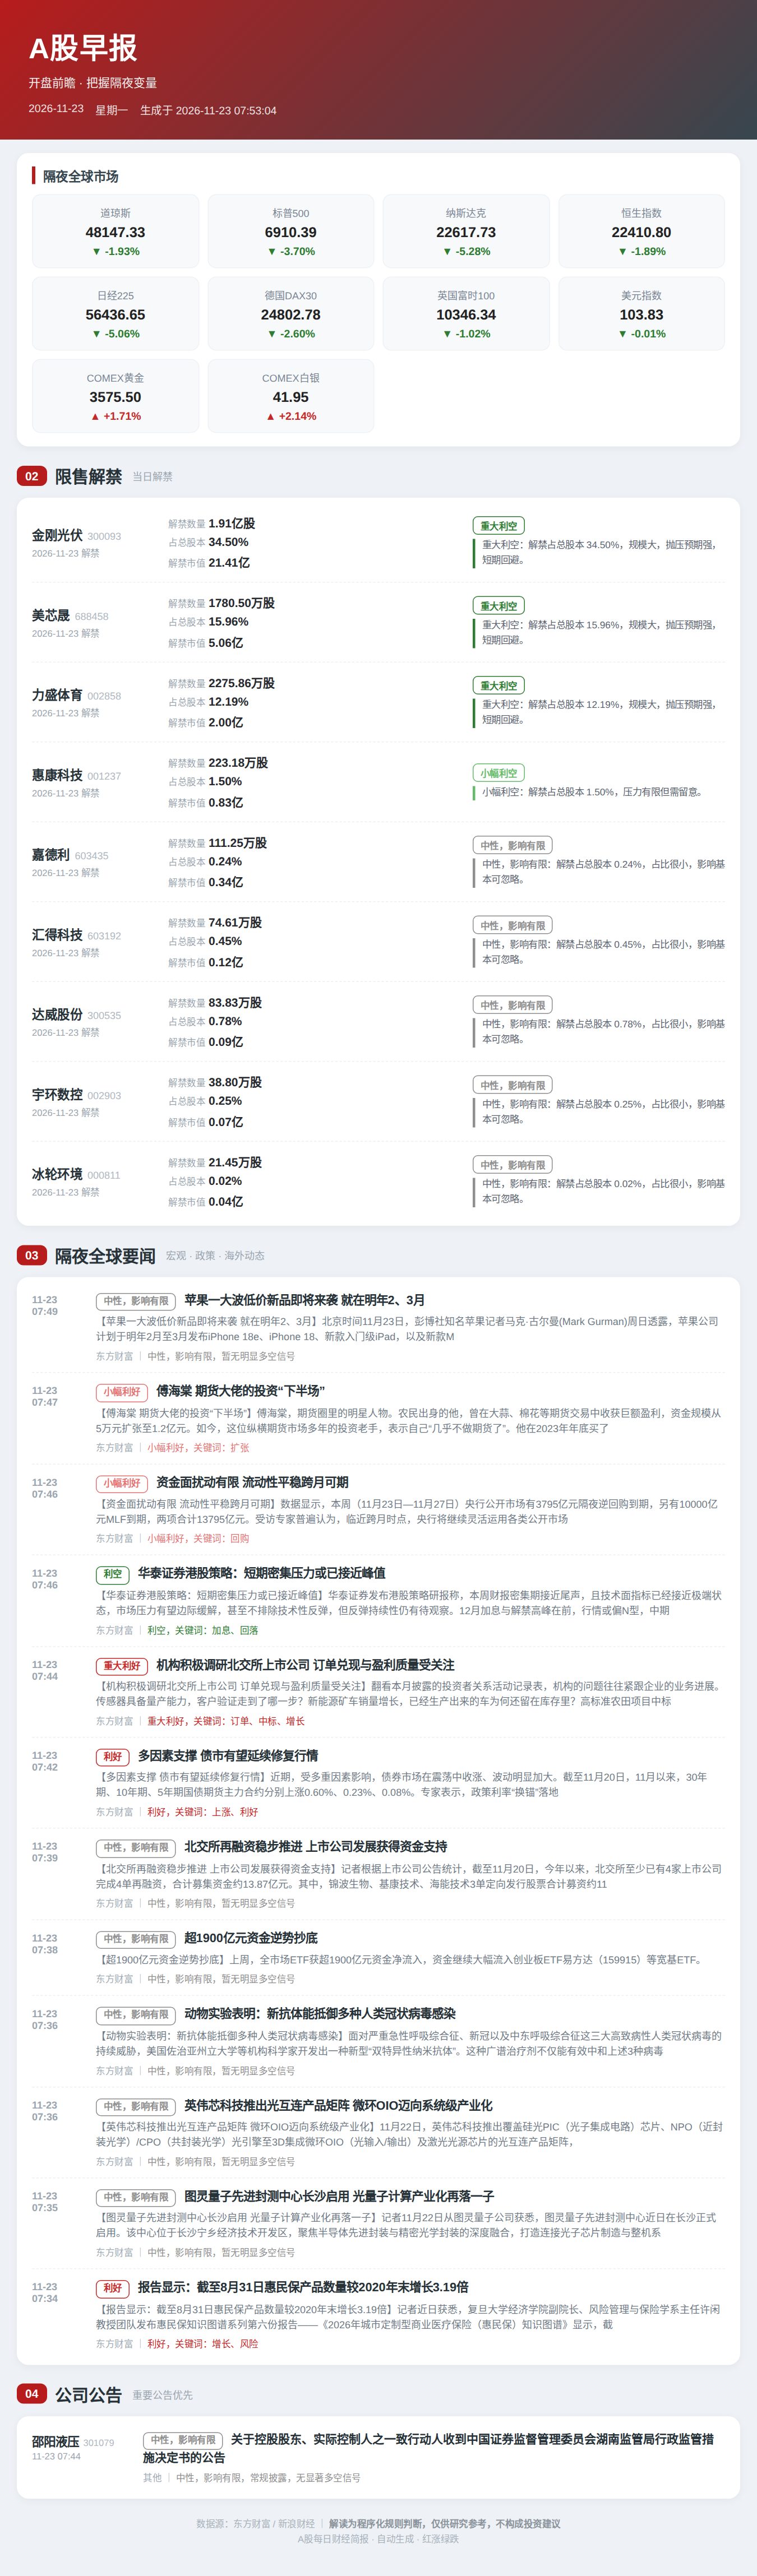 A股早报
开盘前瞻 · 把握隔夜变量
2026-11-23 星期一 生成于 2026-11-23 07:53:04
隔夜全球市场
道琼斯 标普500 纳斯达克 恒生指数
48147.33 6910.39 22617.73 22410.80
▼ -1.93% ▼ -3.70% ▼ -5.28% ▼ -1.89%
日经225 德国DAX30 英国富时100 美元指数
56436.65 24802.78 10346.34 103.83
▼ -5.06% ▼ -2.60% ▼ -1.02% ▼ -0.01%
COMEX黄金 COMEX白银
3575.50 41.95
▲ +1.71% ▲ +2.14%
02 限售解禁 当日解禁
金刚光伏 300093
2026-11-23 解禁
解禁数量 1.91亿股
占总股本 34.50%
解禁市值 21.41亿
重大利空
重大利空：解禁占总股本 34.50%，规模大，抛压预期强，
短期回避。
美芯晟 688458
2026-11-23 解禁
解禁数量 1780.50万股
占总股本 15.96%
解禁市值 5.06亿
重大利空
重大利空：解禁占总股本 15.96%，规模大，抛压预期强，
短期回避。
力盛体育 002858
2026-11-23 解禁
解禁数量 2275.86万股
占总股本 12.19%
解禁市值 2.00亿
重大利空
重大利空：解禁占总股本 12.19%，规模大，抛压预期强，
短期回避。
惠康科技 001237
2026-11-23 解禁
解禁数量 223.18万股
占总股本 1.50%
解禁市值 0.83亿
小幅利空
小幅利空：解禁占总股本 1.50%，压力有限但需留意。
嘉德利 603435
2026-11-23 解禁
解禁数量 111.25万股
占总股本 0.24%
解禁市值 0.34亿
中性，影响有限
中性，影响有限：解禁占总股本 0.24%，占比很小，影响基
本可忽略。
汇得科技 603192
2026-11-23 解禁
解禁数量 74.61万股
占总股本 0.45%
解禁市值 0.12亿
中性，影响有限
中性，影响有限：解禁占总股本 0.45%，占比很小，影响基
本可忽略。
达威股份 300535
2026-11-23 解禁
解禁数量 83.83万股
占总股本 0.78%
解禁市值 0.09亿
中性，影响有限
中性，影响有限：解禁占总股本 0.78%，占比很小，影响基
本可忽略。
宇环数控 002903
2026-11-23 解禁
解禁数量 38.80万股
占总股本 0.25%
解禁市值 0.07亿
中性，影响有限
中性，影响有限：解禁占总股本 0.25%，占比很小，影响基
本可忽略。
冰轮环境 000811
2026-11-23 解禁
解禁数量 21.45万股
占总股本 0.02%
解禁市值 0.04亿
中性，影响有限
中性，影响有限：解禁占总股本 0.02%，占比很小，影响基
本可忽略。
03 隔夜全球要闻 宏观 · 政策 · 海外动态
11-23
07:49
中性，影响有限 苹果一大波低价新品即将来袭 就在明年2、3月
【苹果一大波低价新品即将来袭 就在明年2、3月】北京时间11月23日，彭博社知名苹果记者马克·古尔曼(Mark Gurman)周日透露，苹果公司
计划于明年2月至3月发布iPhone 18e、iPhone 18、新款入门级iPad，以及新款M
东方财富 | 中性，影响有限，暂无明显多空信号
11-23
07:47
小幅利好 傅海棠 期货大佬的投资“下半场”
【傅海棠 期货大佬的投资“下半场”】傅海棠，期货圈里的明星人物。农民出身的他，曾在大蒜、棉花等期货交易中收获巨额盈利，资金规模从
5万元扩张至1.2亿元。如今，这位纵横期货市场多年的投资老手，表示自己“几乎不做期货了”。他在2023年年底买了
东方财富 | 小幅利好，关键词：扩张
11-23
07:46
小幅利好 资金面扰动有限 流动性平稳跨月可期
【资金面扰动有限 流动性平稳跨月可期】数据显示，本周（11月23日—11月27日）央行公开市场有3795亿元隔夜逆回购到期，另有10000亿
元MLF到期，两项合计13795亿元。受访专家普遍认为，临近跨月时点，央行将继续灵活运用各类公开市场
东方财富 | 小幅利好，关键词：回购
11-23
07:46
利空 华泰证券港股策略：短期密集压力或已接近峰值
【华泰证券港股策略：短期密集压力或已接近峰值】华泰证券发布港股策略研报称，本周财报密集期接近尾声，且技术面指标已经接近极端状
态，市场压力有望边际缓解，甚至不排除技术性反弹，但反弹持续性仍有待观察。12月加息与解禁高峰在前，行情或偏N型，中期
东方财富 | 利空，关键词：加息、回落
11-23
07:44
重大利好 机构积极调研北交所上市公司 订单兑现与盈利质量受关注
【机构积极调研北交所上市公司 订单兑现与盈利质量受关注】翻看本月披露的投资者关系活动记录表，机构的问题往往紧跟企业的业务进展。
传感器具备量产能力，客户验证走到了哪一步？新能源矿车销量增长，已经生产出来的车为何还留在库存里？高标准农田项目中标
东方财富 | 重大利好，关键词：订单、中标、增长
11-23
07:42
利好 多因素支撑 债市有望延续修复行情
【多因素支撑 债市有望延续修复行情】近期，受多重因素影响，债券市场在震荡中收涨、波动明显加大。截至11月20日，11月以来，30年
期、10年期、5年期国债期货主力合约分别上涨0.60%、0.23%、0.08%。专家表示，政策利率“换锚”落地
东方财富 | 利好，关键词：上涨、利好
11-23
07:39
中性，影响有限 北交所再融资稳步推进 上市公司发展获得资金支持
【北交所再融资稳步推进 上市公司发展获得资金支持】记者根据上市公司公告统计，截至11月20日，今年以来，北交所至少已有4家上市公司
完成4单再融资，合计募集资金约13.87亿元。其中，锦波生物、基康技术、海能技术3单定向发行股票合计募资约11
东方财富 | 中性，影响有限，暂无明显多空信号
11-23
07:38
中性，影响有限 超1900亿元资金逆势抄底
【超1900亿元资金逆势抄底】上周，全市场ETF获超1900亿元资金净流入，资金继续大幅流入创业板ETF易方达（159915）等宽基ETF。
东方财富 | 中性，影响有限，暂无明显多空信号
11-23
07:36
中性，影响有限 动物实验表明：新抗体能抵御多种人类冠状病毒感染
【动物实验表明：新抗体能抵御多种人类冠状病毒感染】面对严重急性呼吸综合征、新冠以及中东呼吸综合征这三大高致病性人类冠状病毒的
持续威胁，美国佐治亚州立大学等机构科学家开发出一种新型“双特异性纳米抗体”。这种广谱治疗剂不仅能有效中和上述3种病毒
东方财富 | 中性，影响有限，暂无明显多空信号
11-23
07:36
中性，影响有限 英伟芯科技推出光互连产品矩阵 微环OIO迈向系统级产业化
【英伟芯科技推出光互连产品矩阵 微环OIO迈向系统级产业化】11月22日，英伟芯科技推出覆盖硅光PIC（光子集成电路）芯片、NPO（近封
装光学）/CPO（共封装光学）光引擎至3D集成微环OIO（光输入/输出）及激光光源芯片的光互连产品矩阵，
东方财富 | 中性，影响有限，暂无明显多空信号
11-23
07:35
中性，影响有限 图灵量子先进封测中心长沙启用 光量子计算产业化再落一子
【图灵量子先进封测中心长沙启用 光量子计算产业化再落一子】记者11月22日从图灵量子公司获悉，图灵量子先进封测中心近日在长沙正式
启用。该中心位于长沙宁乡经济技术开发区，聚焦半导体先进封装与精密光学封装的深度融合，打造连接光子芯片制造与整机系
东方财富 | 中性，影响有限，暂无明显多空信号
11-23
07:34
利好 报告显示：截至8月31日惠民保产品数量较2020年末增长3.19倍
【报告显示：截至8月31日惠民保产品数量较2020年末增长3.19倍】记者近日获悉，复旦大学经济学院副院长、风险管理与保险学系主任许闲
教授团队发布惠民保知识图谱系列第六份报告——《2026年城市定制型商业医疗保险（惠民保）知识图谱》显示，截
东方财富 | 利好，关键词：增长、风险
04 公司公告 重要公告优先
邵阳液压 301079
11-23 07:44
中性，影响有限 关于控股股东、实际控制人之一致行动人收到中国证券监督管理委员会湖南监管局行政监管措
施决定书的公告
其他 | 中性，影响有限，常规披露，无显著多空信号
数据源：东方财富 / 新浪财经 | 解读为程序化规则判断，仅供研究参考，不构成投资建议
A股每日财经简报 · 自动生成 · 红涨绿跌